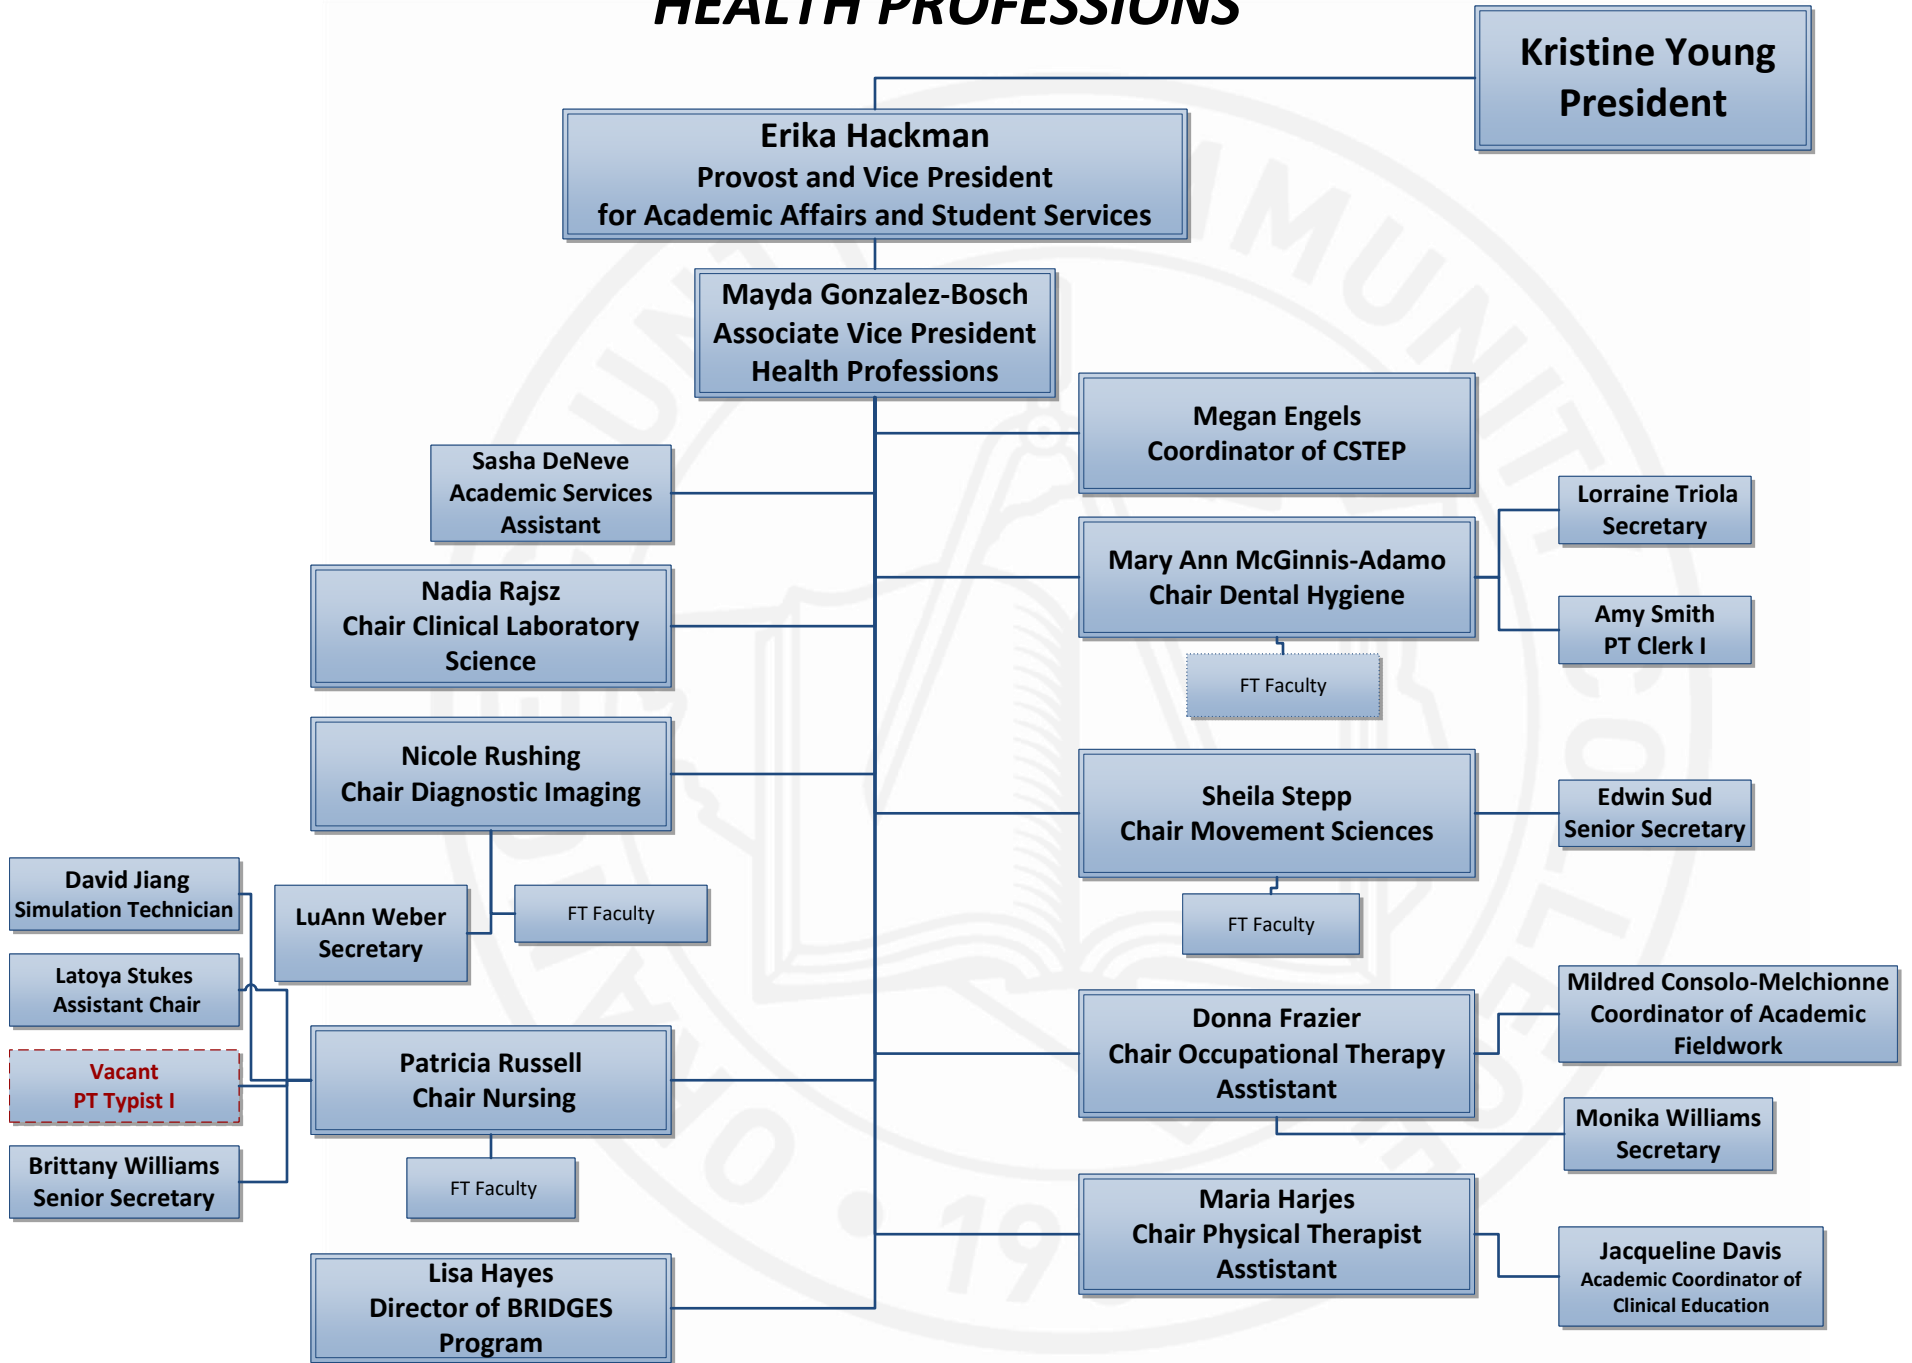 HEALTH PROFESSIONS
Kristine Young
President
Erika Hackman
Provost and Vice President
for Academic Affairs and Student Services
Mayda Gonzalez-Bosch
Associate Vice President
Health Professions
Megan Engels
Coordinator of CSTEP
Sasha DeNeve
Academic Services
Assistant
Lorraine Triola
Secretary
Mary Ann McGinnis-Adamo
Chair Dental Hygiene
Nadia Rajsz
Chair Clinical Laboratory
Science
Amy Smith
PT Clerk I
FT Faculty
Nicole Rushing
Chair Diagnostic Imaging
Sheila Stepp
Chair Movement Sciences
Edwin Sud
Senior Secretary
David Jiang
Simulation Technician
LuAnn Weber
Secretary
FT Faculty
FT Faculty
Latoya Stukes
Assistant Chair
Mildred Consolo-Melchionne
Coordinator of Academic
Fieldwork
Donna Frazier
Chair Occupational Therapy
Asstistant
Vacant
PT Typist I
Patricia Russell
Chair Nursing
Monika Williams
Secretary
Brittany Williams
Senior Secretary
FT Faculty
Maria Harjes
Chair Physical Therapist
Asstistant
Jacqueline Davis
Academic Coordinator of
Clinical Education
Lisa Hayes
Director of BRIDGES
Program